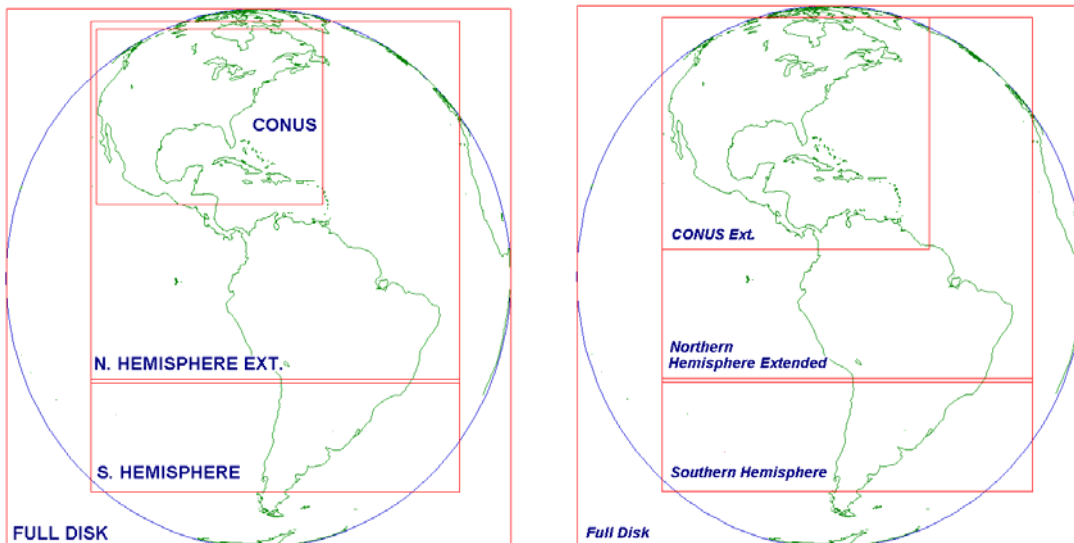 CONUS
N. HEMISPHERE EXT.
S. HEMISPHERE
FULL DISK
CONUS Ext.
Northern
Hemisphere Extended
Southern Hemisphere
Full Disk